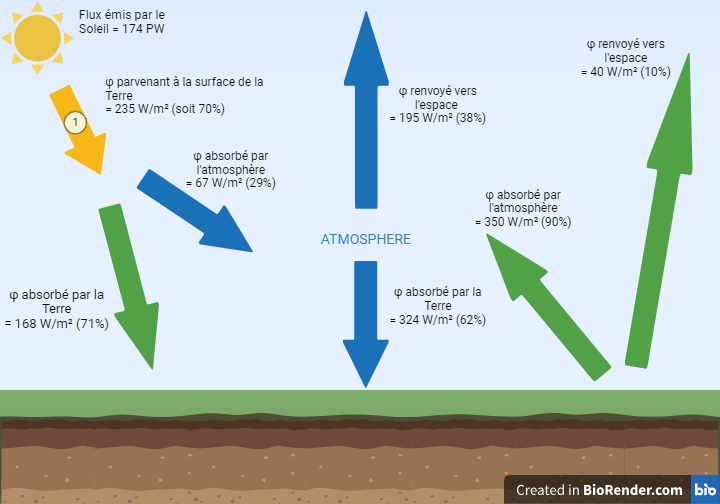 Flux émis par le
Soleil = 174 PW
φ parvenant à la surface de la
Terre
= 235 W/m² (soit 70%)
1
φ absorbé par
l'atmosphère
= 67 W/m² (29%)
φ absorbé par la
Terre
= 168 W/m² (71%)
φ renvoyé vers
l'espace
= 195 W/m² (38%)
ATMOSPHERE
φ absorbé par la
Terre
= 324 W/m² (62%)
φ absorbé par
l'atmosphère
= 350 W/m² (90%)
φ renvoyé vers
l'espace
= 40 W/m² (10%)
Created in BioRender.com
bio